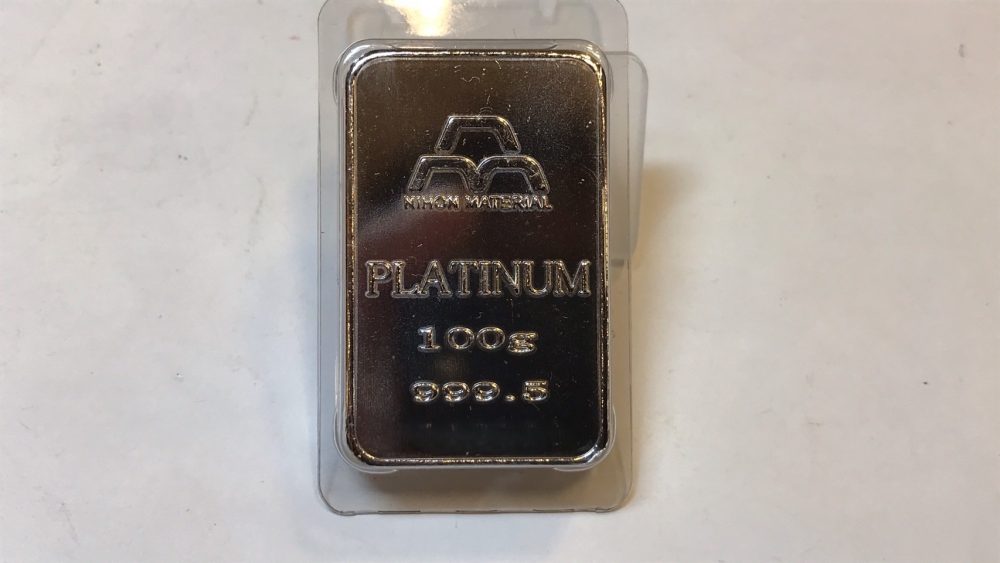 NIHON MATERIAL
PLATINUM
100g
999.5